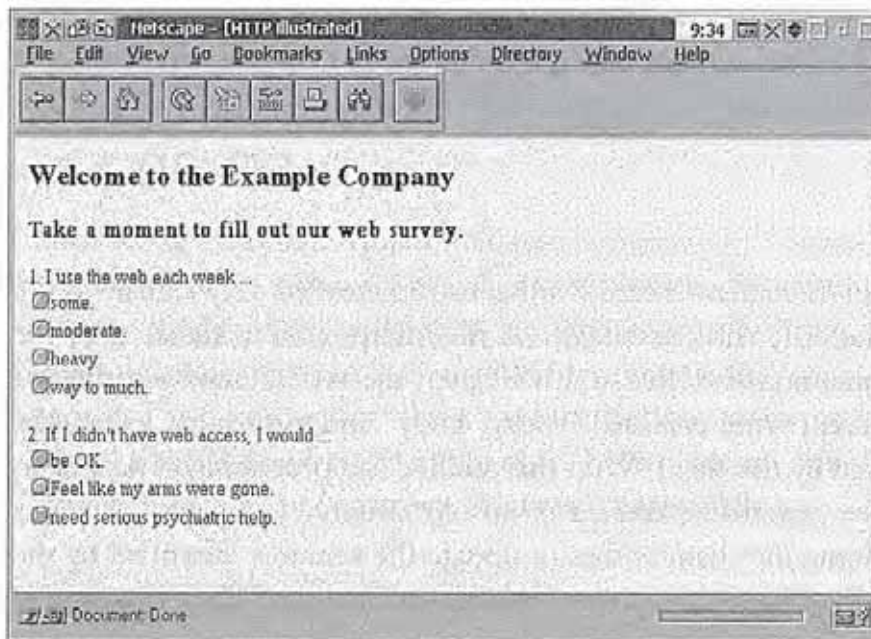 Netscape - [HTTP Illustrated] 9:34
File Edit View Go Bookmarks Links Options Directory Window Help
Welcome to the Example Company
Take a moment to fill out our web survey.
1. I use the web each week ...
some.
moderate.
heavy.
way to much.
2. If I didn't have web access, I would ...
be OK.
Feel like my arms were gone.
need serious psychiatric help.
Document: Done